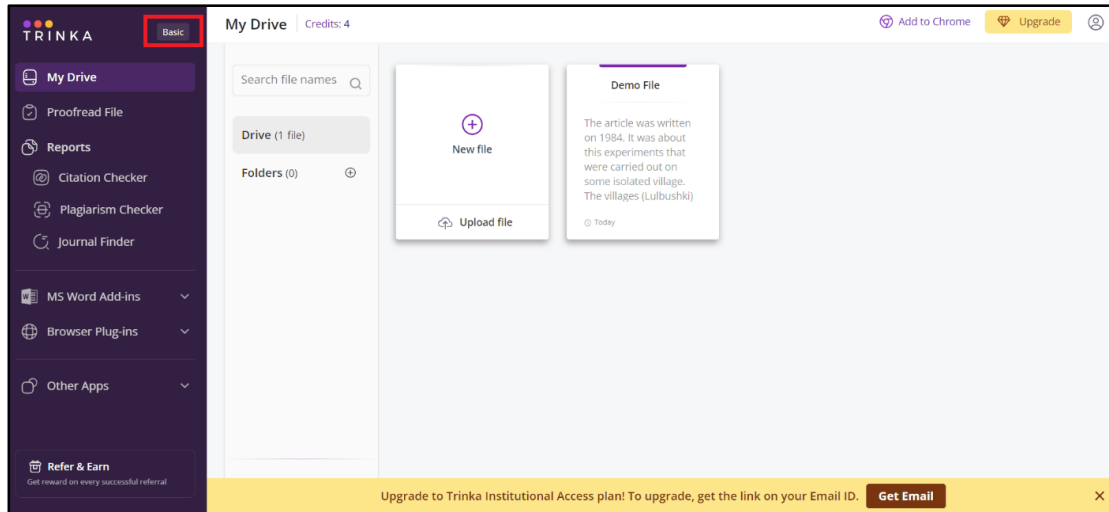 TRINKA
Basic
My Drive
Proofread File
Reports
Citation Checker
Plagiarism Checker
Journal Finder
MS Word Add-ins
Browser Plug-ins
Other Apps
Refer & Earn
Get reward on every successful referral
My Drive
Credits: 4
Add to Chrome
Upgrade
Search file names
Drive (1 file)
Folders (0)
New file
Upload file
Demo File
The article was written
on 1984. It was about
this experiments that
were carried out on
some isolated village.
The villages (Lulbushki)
Today
Upgrade to Trinka Institutional Access plan! To upgrade, get the link on your Email ID.
Get Email